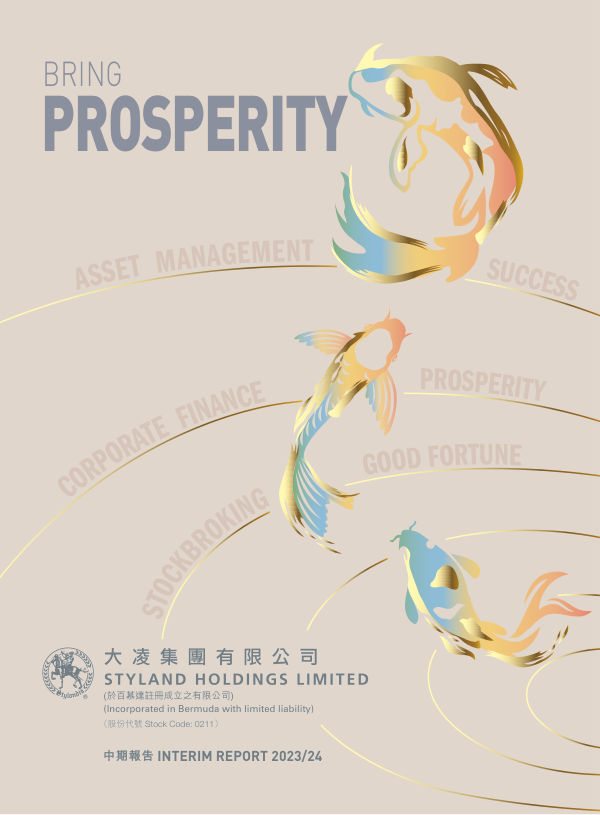 BRING
PROSPERITY
ASSET MANAGEMENT
SUCCESS
CORPORATE FINANCE
PROSPERITY
GOOD FORTUNE
STOCKBROKING
大凌集團有限公司
STYLAND HOLDINGS LIMITED
(於百慕達註冊成立之有限公司)
(Incorporated in Bermuda with limited liability)
（股份代號 Stock Code: 0211）
中期報告 INTERIM REPORT 2023/24
Styland
®